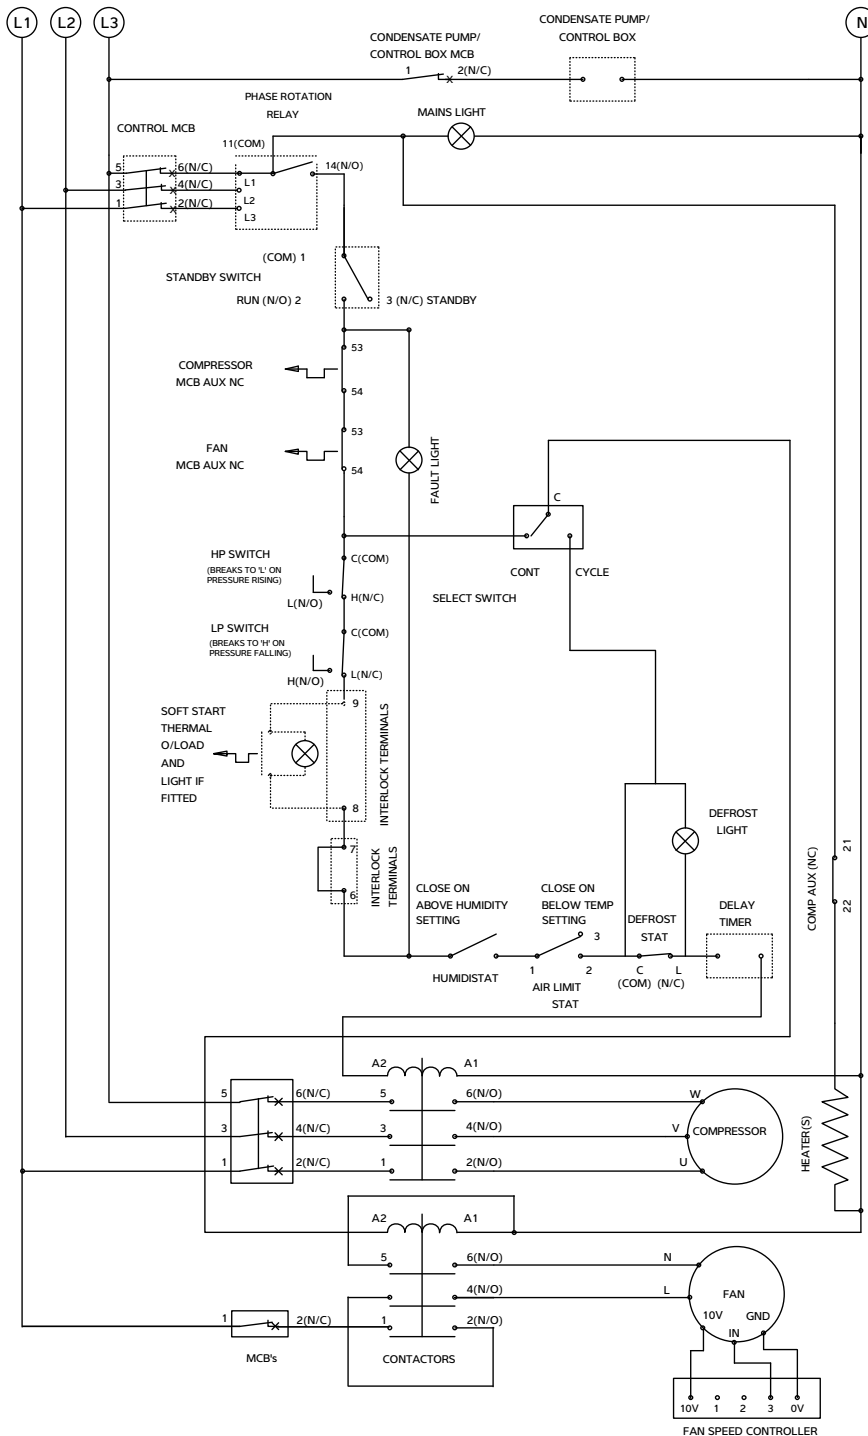 L1
L2
L3
N
CONDENSATE PUMP/
CONTROL BOX
CONDENSATE PUMP/
CONTROL BOX MCB
1
2(N/C)
PHASE ROTATION
RELAY
MAINS LIGHT
CONTROL MCB
11(COM)
14(N/O)
5
6(N/C)
L1
3
4(N/C)
L2
1
2(N/C)
L3
(COM) 1
STANDBY SWITCH
RUN (N/O) 2
3 (N/C) STANDBY
53
COMPRESSOR
MCB AUX NC
54
53
FAN
MCB AUX NC
54
FAULT LIGHT
C
CONT
CYCLE
SELECT SWITCH
HP SWITCH
(BREAKS TO 'L' ON
PRESSURE RISING)
C(COM)
L(N/O)
H(N/C)
LP SWITCH
(BREAKS TO 'H' ON
PRESSURE FALLING)
C(COM)
H(N/O)
L(N/C)
SOFT START
THERMAL
O/LOAD
AND
LIGHT IF
FITTED
9
8
INTERLOCK TERMINALS
7
6
INTERLOCK
TERMINALS
DEFROST
LIGHT
COMP AUX (NC)
21
22
CLOSE ON
ABOVE HUMIDITY
SETTING
CLOSE ON
BELOW TEMP
SETTING
3
DEFROST
STAT
DELAY
TIMER
HUMIDISTAT
1
2
AIR LIMIT
STAT
C
(COM)
L
(N/C)
A2
A1
5
6(N/C)
5
6(N/O)
W
3
4(N/C)
3
4(N/O)
V
COMPRESSOR
1
2(N/C)
1
2(N/O)
U
HEATER(S)
A2
A1
5
6(N/O)
N
4(N/O)
L
FAN
1
2(N/C)
1
2(N/O)
10V
GND
IN
MCB's
CONTACTORS
10V
1
2
3
0V
FAN SPEED CONTROLLER